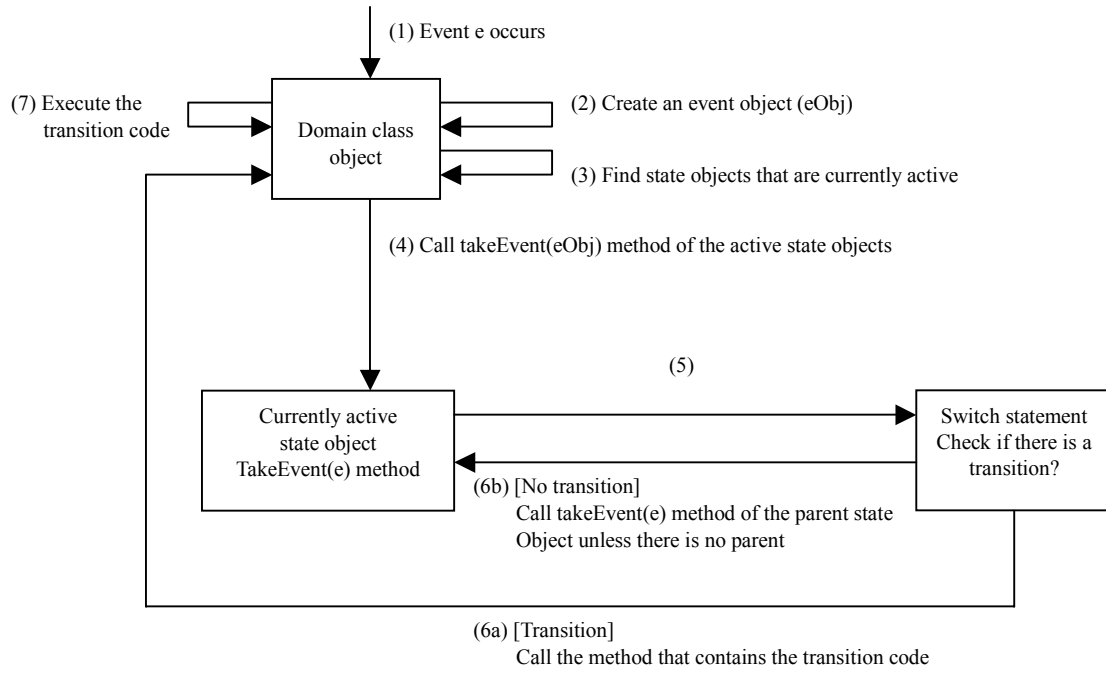 (1) Event e occurs
(7) Execute the
transition code
Domain class
object
(2) Create an event object (eObj)
(3) Find state objects that are currently active
(4) Call takeEvent(eObj) method of the active state objects
(5)
Currently active
state object
TakeEvent(e) method
Switch statement
Check if there is a
transition?
(6b) [No transition]
Call takeEvent(e) method of the parent state
Object unless there is no parent
(6a) [Transition]
Call the method that contains the transition code